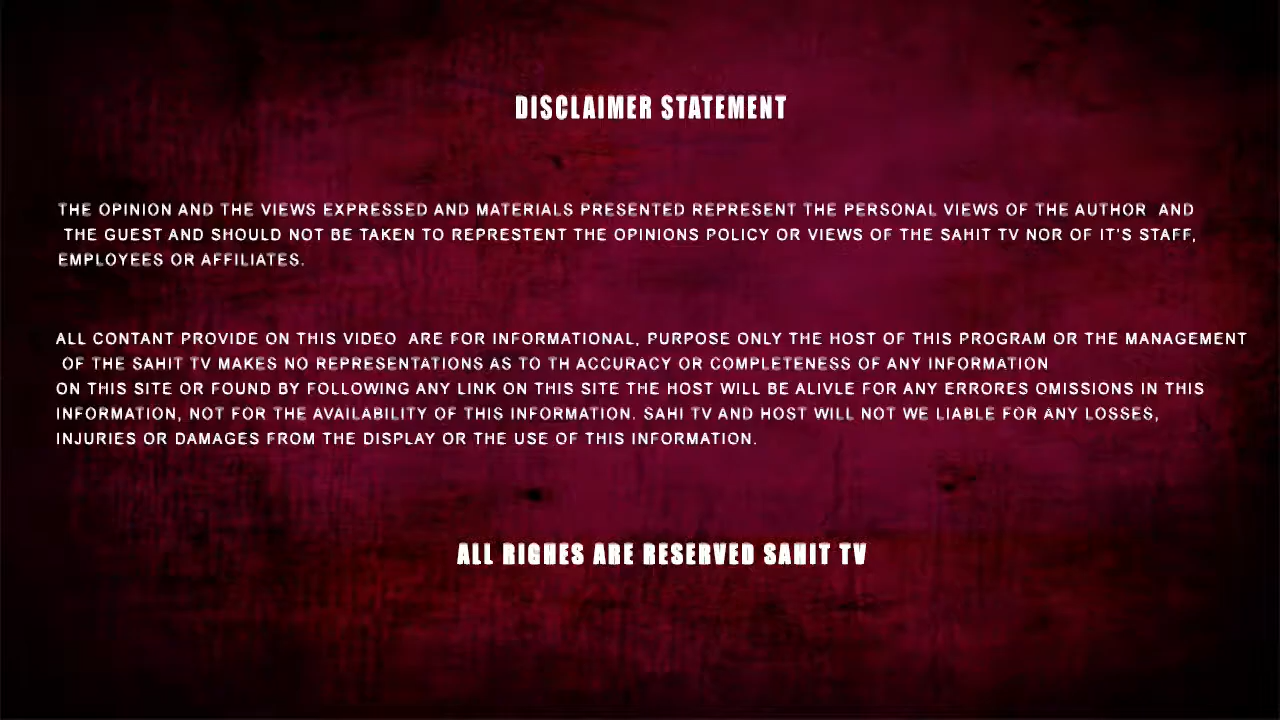 DISCLAIMER STATEMENT
THE OPINION AND THE VIEWS EXPRESSED AND MATERIALS PRESENTED REPRESENT THE PERSONAL VIEWS OF THE AUTHOR AND
THE GUEST AND SHOULD NOT BE TAKEN TO REPRESTENT THE OPINIONS POLICY OR VIEWS OF THE SAHIT TV NOR OF IT'S STAFF,
EMPLOYEES OR AFFILIATES.
ALL CONTANT PROVIDE ON THIS VIDEO ARE FOR INFORMATIONAL, PURPOSE ONLY THE HOST OF THIS PROGRAM OR THE MANAGEMENT
OF THE SAHIT TV MAKES NO REPRESENTATIONS AS TO TH ACCURACY OR COMPLETENESS OF ANY INFORMATION
ON THIS SITE OR FOUND BY FOLLOWING ANY LINK ON THIS SITE THE HOST WILL BE ALIVLE FOR ANY ERRORES OMISSIONS IN THIS
INFORMATION, NOT FOR THE AVAILABILITY OF THIS INFORMATION. SAHI TV AND HOST WILL NOT WE LIABLE FOR ANY LOSSES,
INJURIES OR DAMAGES FROM THE DISPLAY OR THE USE OF THIS INFORMATION.
ALL RIGHES ARE RESERVED SAHIT TV